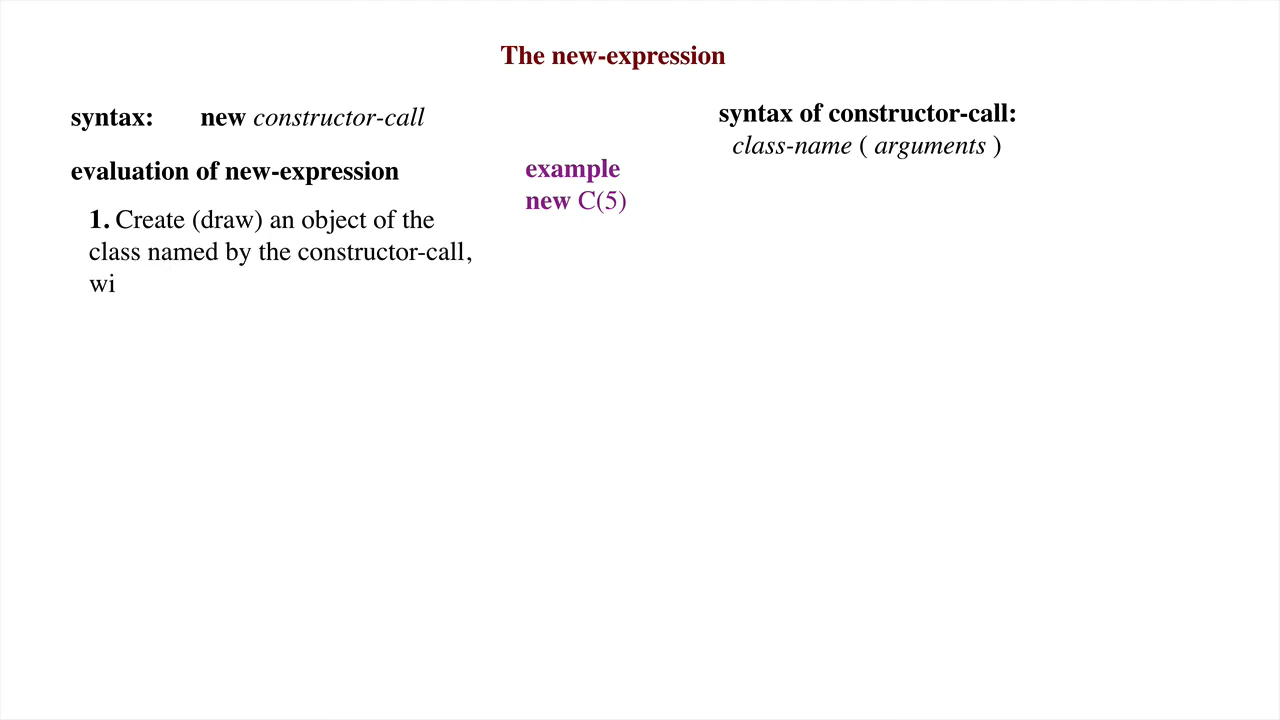 The new-expression
syntax: new constructor-call
syntax of constructor-call:
class-name ( arguments )
evaluation of new-expression
example
new C(5)
1. Create (draw) an object of the
class named by the constructor-call,
wi